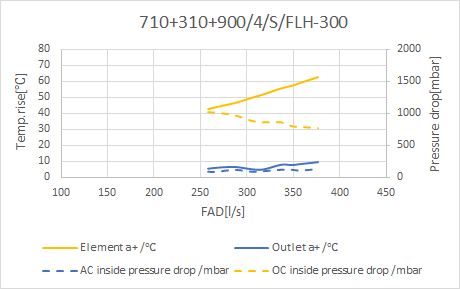 710+310+900/4/S/FLH-300
80 2000
70
60 1500
50
40 1000
30
20 500
10
0 0
100 150 200 250 300 350 400 450
Temp.rise[°C]
Pressure drop[mbar]
FAD[l/s]
Element a+ /°C Outlet a+ /°C
AC inside pressure drop /mbar OC inside pressure drop /mbar